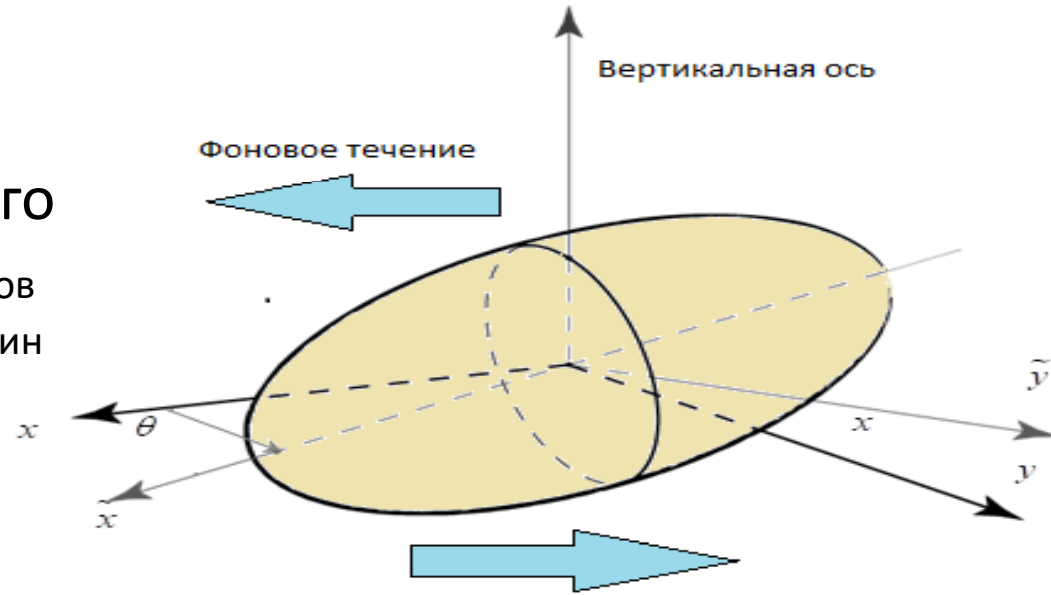 Вертикальная ось
Фоновое течение
го
ов
ин
x
θ
x̃
ỹ
x
y